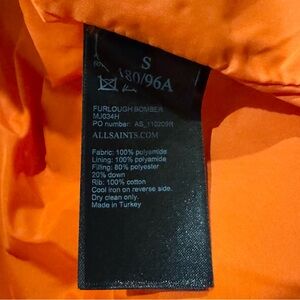 S
180/96A
FURLOUGH BOMBER
MJ034H
PO number: AS_110209R
ALLSAINTS.COM
Fabric: 100% polyamide
Lining: 100% polyamide
Filling: 80% polyester
20% down
Rib: 100% cotton
Cool iron on reverse side.
Dry clean only.
Made in Turkey